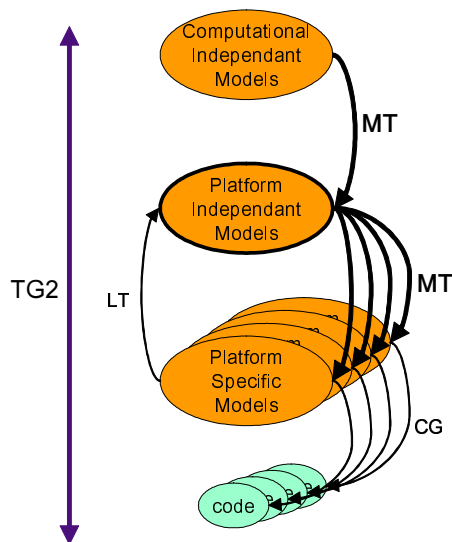 Computational
Independant
Models
MT
Platform
Independant
Models
TG2
LT
MT
Platform
Specific
Models
CG
code